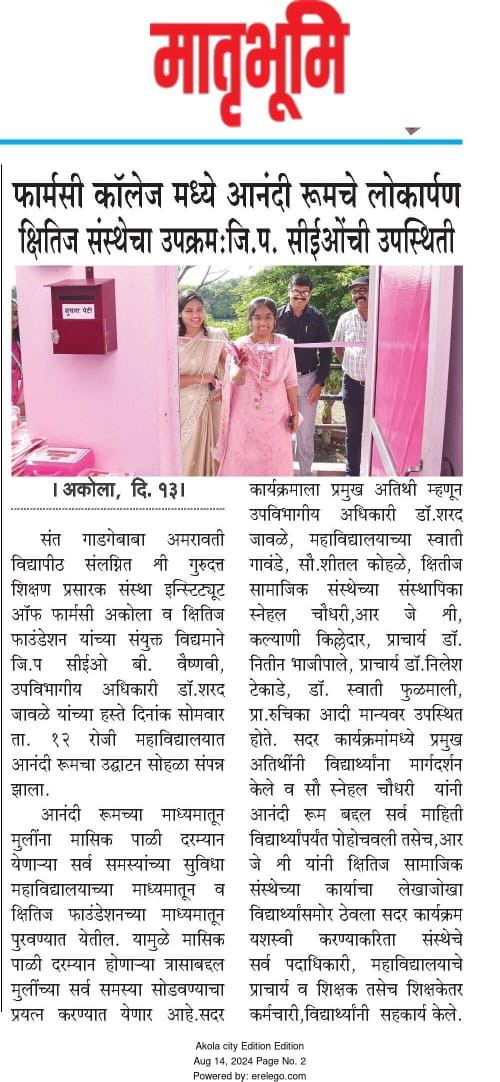 मातृभूमि
फार्मसी कॉलेज मध्ये आनंदी रूमचे लोकार्पण
क्षितिज संस्थेचा उपक्रम:जि.प. सीईओंची उपस्थिती
सुचना पेटी
। अकोला, दि. १३।
संत गाडगेबाबा अमरावती
विद्यापीठ संलग्नित श्री गुरुदत्त
शिक्षण प्रसारक संस्था इन्स्टिट्यूट
ऑफ फार्मसी अकोला व क्षितिज
फाउंडेशन यांच्या संयुक्त विद्यमाने
जि.प सीईओ बी. वैष्णवी,
उपविभागीय अधिकारी डॉ.शरद
जावळे यांच्या हस्ते दिनांक सोमवार
ता. १२ रोजी महाविद्यालयात
आनंदी रूमचा उद्घाटन सोहळा संपन्न
झाला.
आनंदी रूमच्या माध्यमातून
मुलींना मासिक पाळी दरम्यान
येणाऱ्या सर्व समस्यांच्या सुविधा
महाविद्यालयाच्या माध्यमातून व
क्षितिज फाउंडेशनच्या माध्यमातून
पुरवण्यात येतील. यामुळे मासिक
पाळी दरम्यान होणाऱ्या त्रासाबद्दल
मुलींच्या सर्व समस्या सोडवण्याचा
प्रयत्न करण्यात येणार आहे.सदर
कार्यक्रमाला प्रमुख अतिथी म्हणून
उपविभागीय अधिकारी डॉ.शरद
जावळे, महाविद्यालयाच्या स्वाती
गावंडे, सौ.शीतल कोहळे, क्षितीज
सामाजिक संस्थेच्या संस्थापिका
स्नेहल चौधरी,आर जे श्री,
कल्याणी किल्लेदार, प्राचार्य डॉ.
नितीन भाजीपाले, प्राचार्य डॉ.निलेश
टेकाडे, डॉ. स्वाती फुळमाली,
प्रा.रुचिका आदी मान्यवर उपस्थित
होते. सदर कार्यक्रमांमध्ये प्रमुख
अतिथींनी विद्यार्थ्यांना मार्गदर्शन
केले व सौ स्नेहल चौधरी यांनी
आनंदी रूम बद्दल सर्व माहिती
विद्यार्थ्यांपर्यंत पोहोचवली तसेच,आर
जे श्री यांनी क्षितिज सामाजिक
संस्थेच्या कार्याचा लेखाजोखा
विद्यार्थ्यांसमोर ठेवला सदर कार्यक्रम
यशस्वी करण्याकरिता संस्थेचे
सर्व पदाधिकारी, महाविद्यालयाचे
प्राचार्य व शिक्षक तसेच शिक्षकेतर
कर्मचारी,विद्यार्थ्यांनी सहकार्य केले.
Akola city Edition Edition
Aug 14, 2024 Page No. 2
Powered by: erelego.com